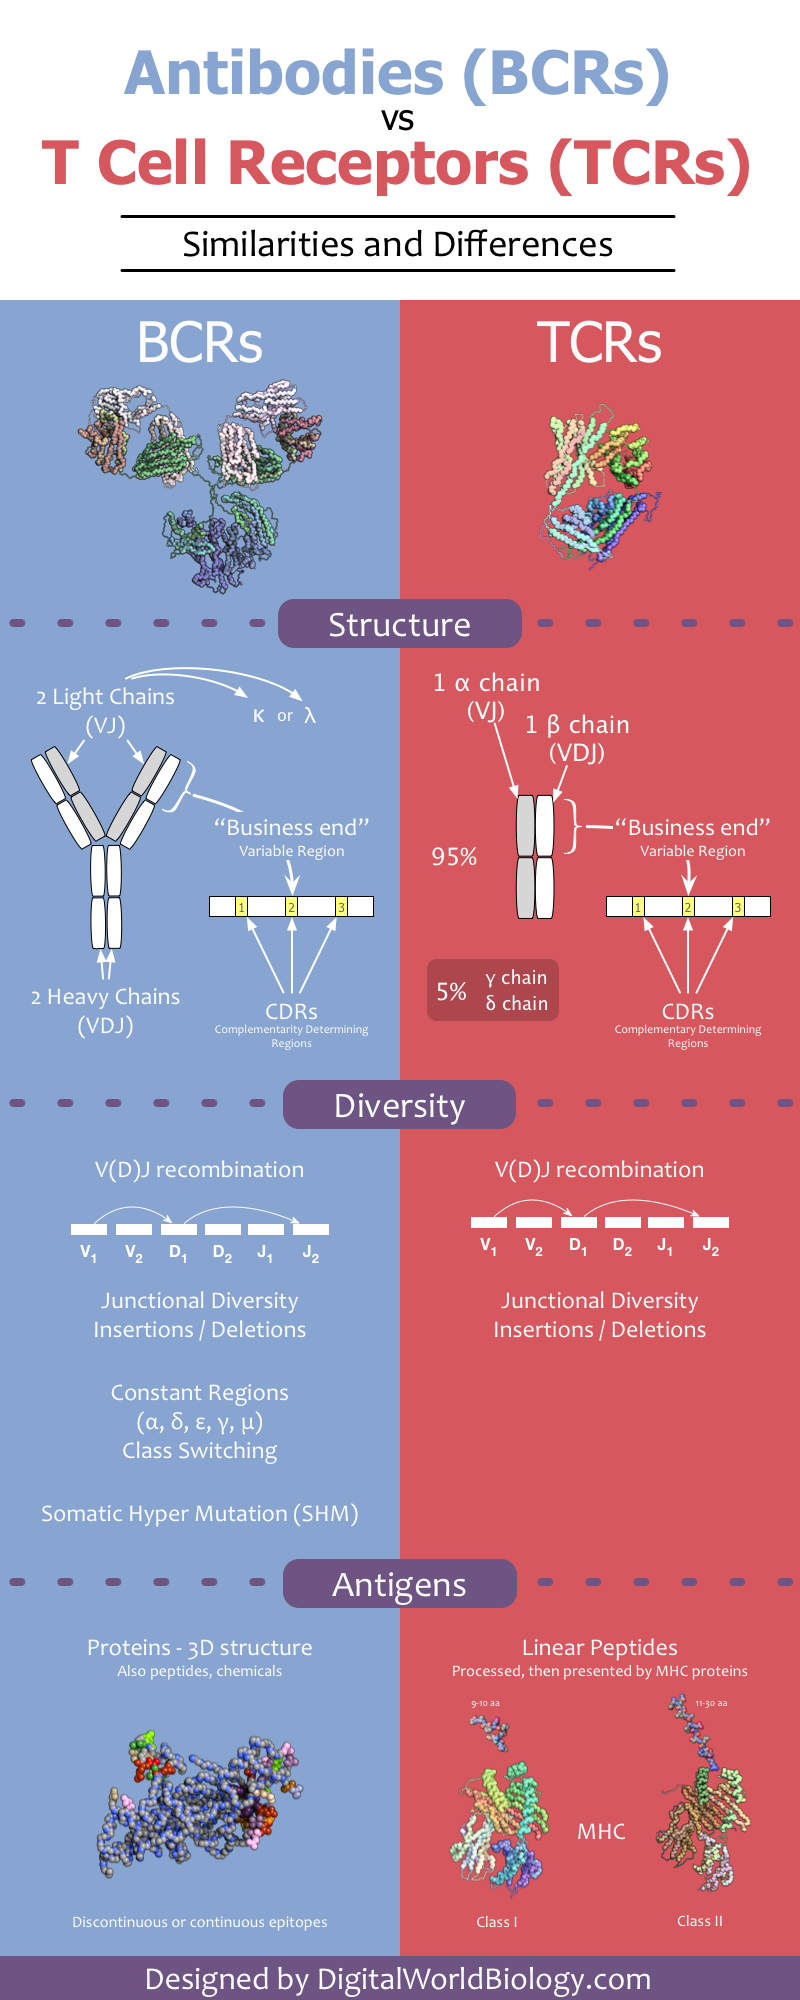 Antibodies (BCRs)
vs
T Cell Receptors (TCRs)
Similarities and Differences
BCRs
TCRs
Structure
2 Light Chains
(VJ)
κ or λ
"Business end"
Variable Region
1 2 3
2 Heavy Chains
(VDJ)
CDRs
Complementarity Determining
Regions
1 α chain
(VJ)
1 β chain
(VDJ)
95%
"Business end"
Variable Region
1 2 3
5%
γ chain
δ chain
CDRs
Complementary Determining
Regions
Diversity
V(D)J recombination
V1 V2 D1 D2 J1 J2
Junctional Diversity
Insertions / Deletions
Constant Regions
(α, δ, ε, γ, μ)
Class Switching
Somatic Hyper Mutation (SHM)
V(D)J recombination
V1 V2 D1 D2 J1 J2
Junctional Diversity
Insertions / Deletions
Antigens
Proteins - 3D structure
Also peptides, chemicals
Discontinuous or continuous epitopes
Linear Peptides
Processed, then presented by MHC proteins
9-10 aa
11-30 aa
MHC
Class I
Class II
Designed by DigitalWorldBiology.com